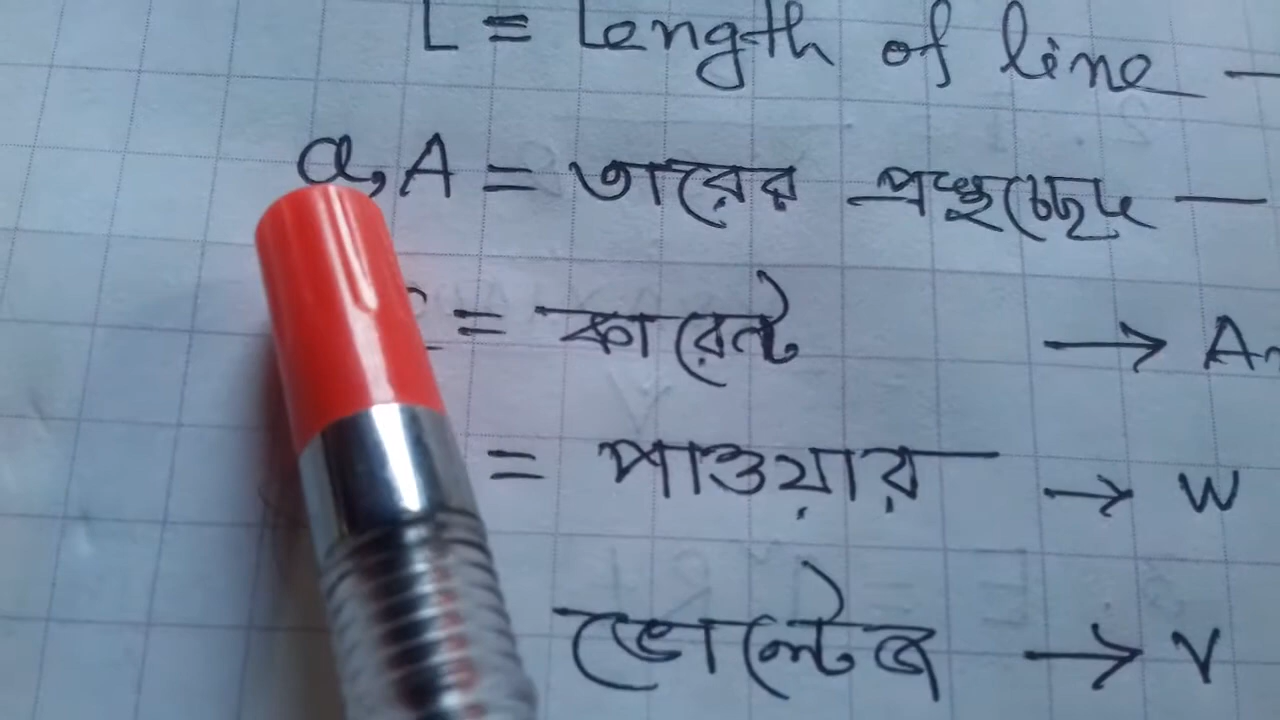 L = Length of line —
a, A = তারের প্রস্থচ্ছেদ —
= কারেন্ট → A
= পাওয়ার → W
ভোল্টেজ → V